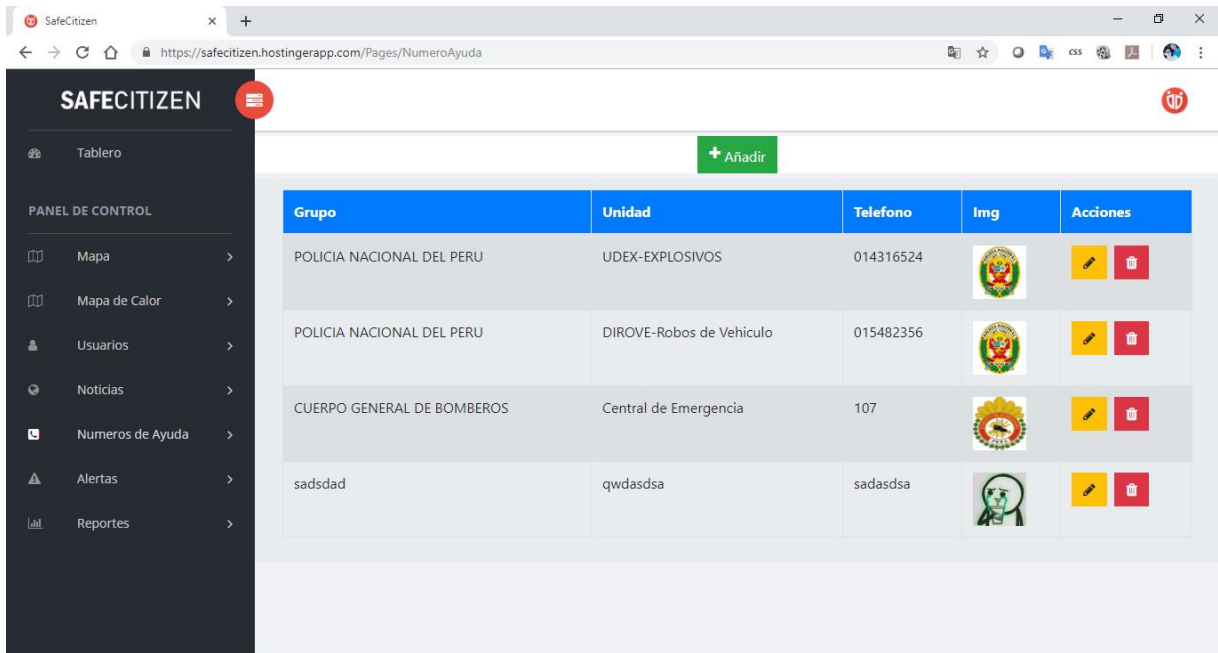 SafeCitizen
https://safecitizen.hostingerapp.com/Pages/NumeroAyuda
css
SAFECITIZEN
Tablero
Añadir
PANEL DE CONTROL
Grupo Unidad Telefono Img Acciones
Mapa
POLICIA NACIONAL DEL PERU UDEX-EXPLOSIVOS 014316524
Mapa de Calor
Usuarios
POLICIA NACIONAL DEL PERU DIROVE-Robos de Vehiculo 015482356
Noticias
CUERPO GENERAL DE BOMBEROS Central de Emergencia 107
Numeros de Ayuda
Alertas
sadsdad qwdasdsa sadasdsa
Reportes